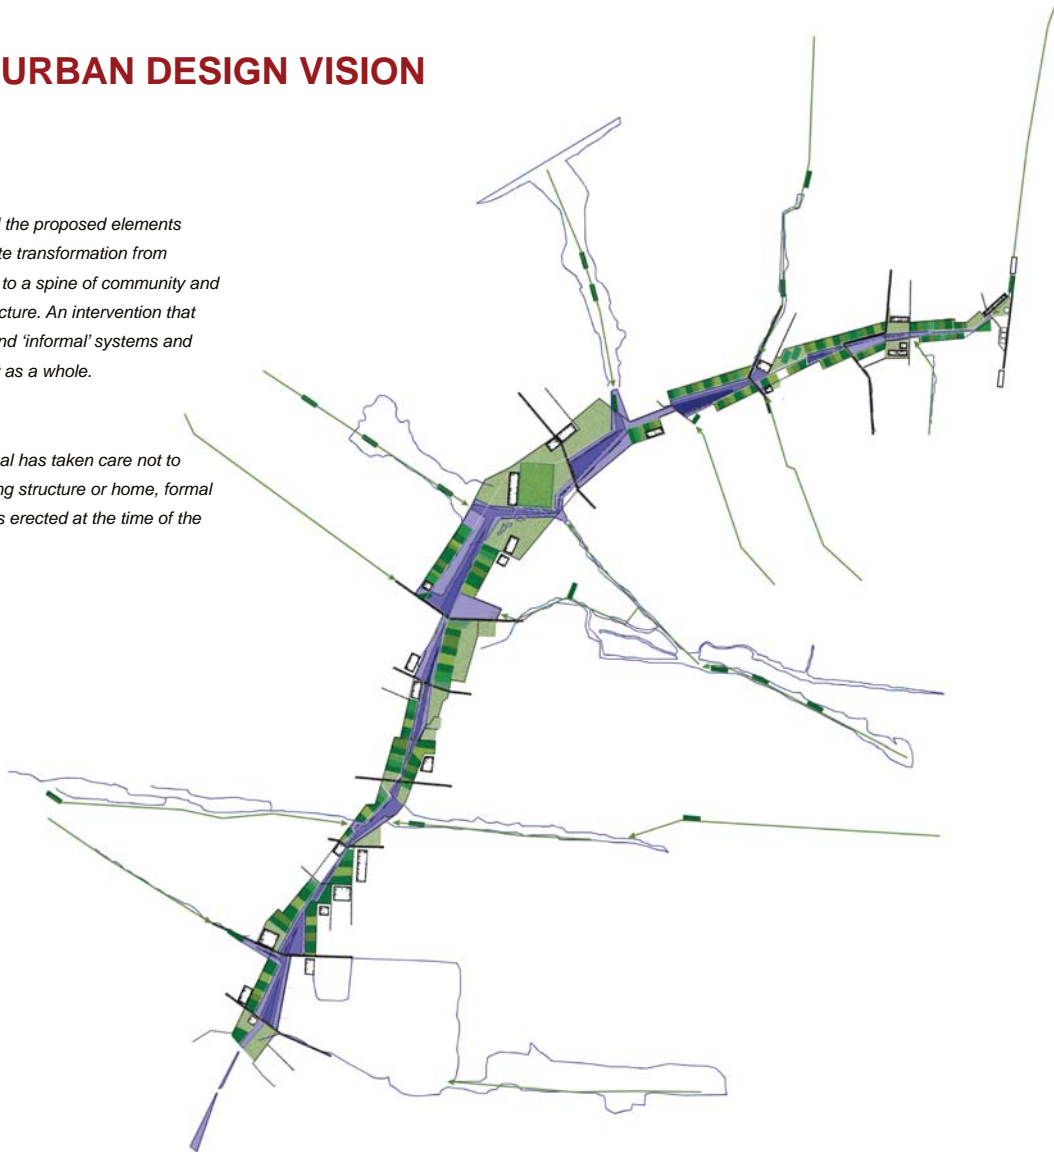 URBAN DESIGN VISION
the proposed elements
te transformation from
to a spine of community and
cture. An intervention that
nd ‘informal’ systems and
as a whole.
al has taken care not to
ng structure or home, formal
s erected at the time of the